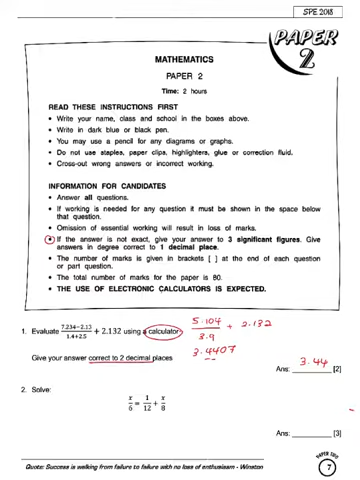 SPE 2018
PAPER 2
MATHEMATICS
PAPER 2
Time: 2 hours
READ THESE INSTRUCTIONS FIRST
• Write your name, class and school in the boxes above.
• Write in dark blue or black pen.
• You may use a pencil for any diagrams or graphs.
• Do not use staples, paper clips, highlighters, glue or correction fluid.
• Cross-out wrong answers or incorrect working.
INFORMATION FOR CANDIDATES
• Answer all questions.
• If working is needed for any question it must be shown in the space below
that question.
• Omission of essential working will result in loss of marks.
• If the answer is not exact, give your answer to 3 significant figures. Give
answers in degree correct to 1 decimal place.
• The number of marks is given in brackets [ ] at the end of each question
or part question.
• The total number of marks for the paper is 80.
• THE USE OF ELECTRONIC CALCULATORS IS EXPECTED.
1. Evaluate (7.234−2.13)/(1.4+2.5) + 2.132 using a calculator
5.104/3.9 + 2.132
3.4407
Give your answer correct to 2 decimal places
3.44
Ans: ________ [2]
2. Solve:
x/6 = 1/12 + x/8
Ans: ________ [3]
PAPER TWO
7
Quote: Success is walking from failure to failure with no loss of enthusiasm - Winston